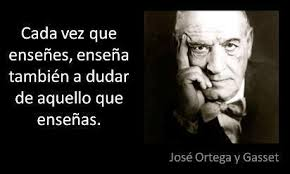 Cada vez que
enseñes, enseña
también a dudar
de aquello que
enseñas.
José Ortega y Gasset